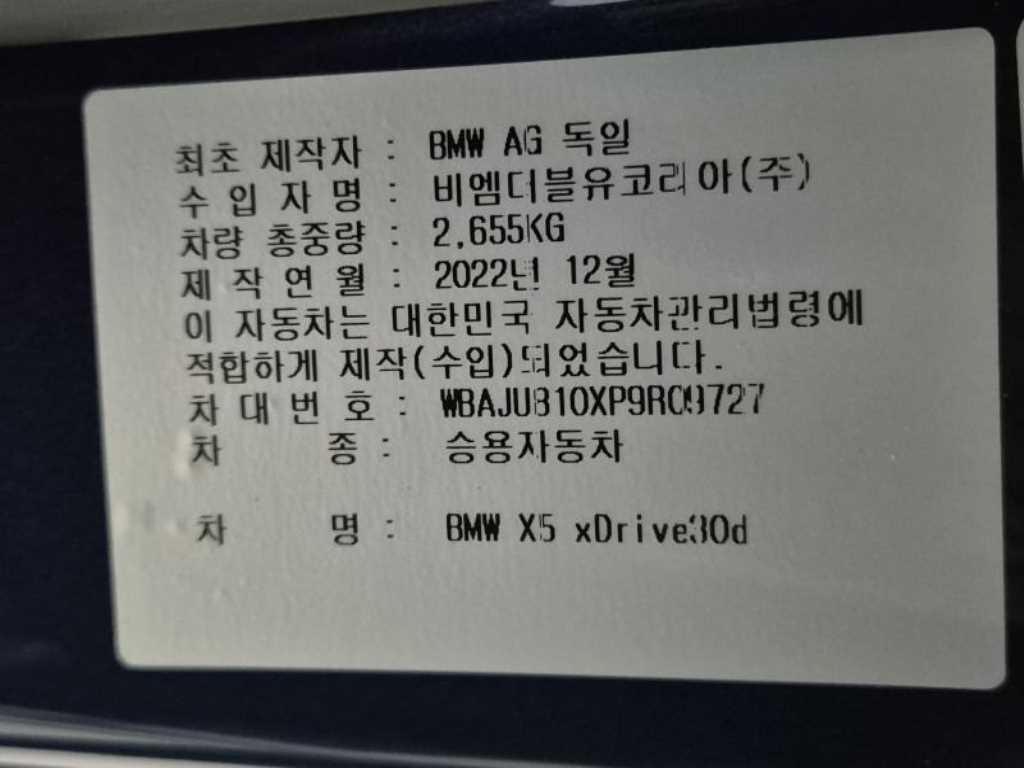 최초 제작자 : BMW AG 독일
수 입 자 명 : 비엠더블유코리아(주)
차량 총중량 : 2,655KG
제 작 연 월 : 2022년 12월
이 자동차는 대한민국 자동차관리법령에
적합하게 제작(수입)되었습니다.
차 대 번 호 : WBAJU810XP9R09727
차 종 : 승용자동차
차 명 : BMW X5 xDrive30d